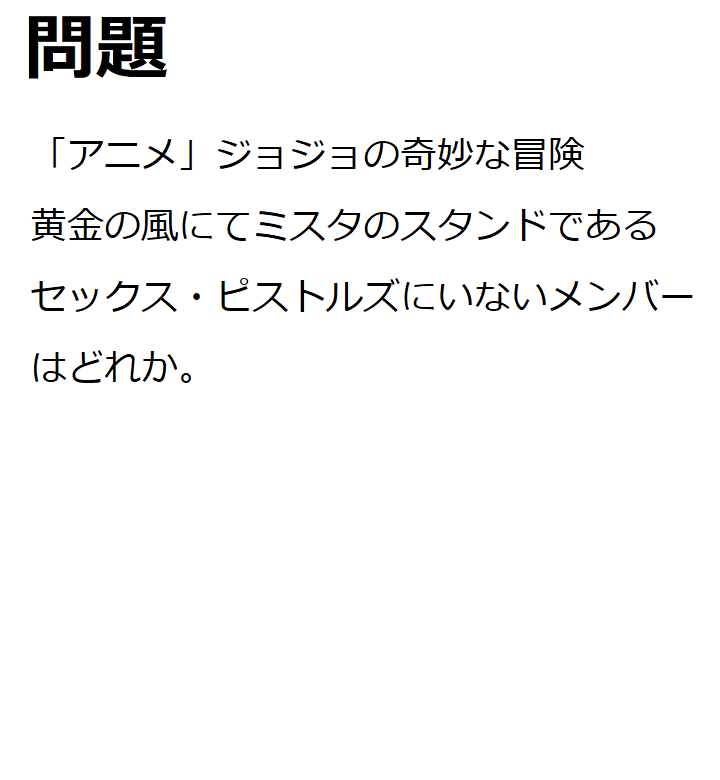 問題
「アニメ」ジョジョの奇妙な冒険
黄金の風にてミスタのスタンドである
セックス・ピストルズにいないメンバー
はどれか。